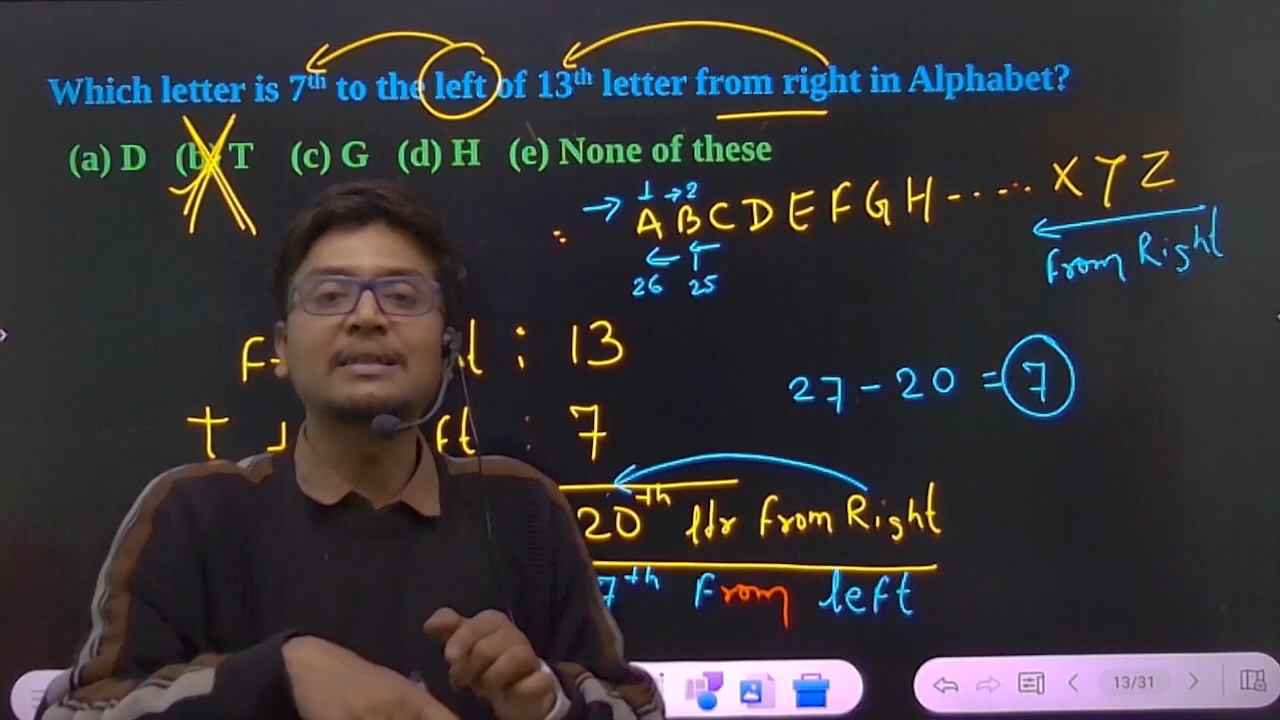 Which letter is 7th to the left of 13th letter from right in Alphabet?
(a) D (b) T (c) G (d) H (e) None of these
1 → 2
→ A B C D E F G H ----... X Y Z
26 25
From Right
: 13
27 - 20 = 7
: 7
20th ltr from Right
7th From left
13/31